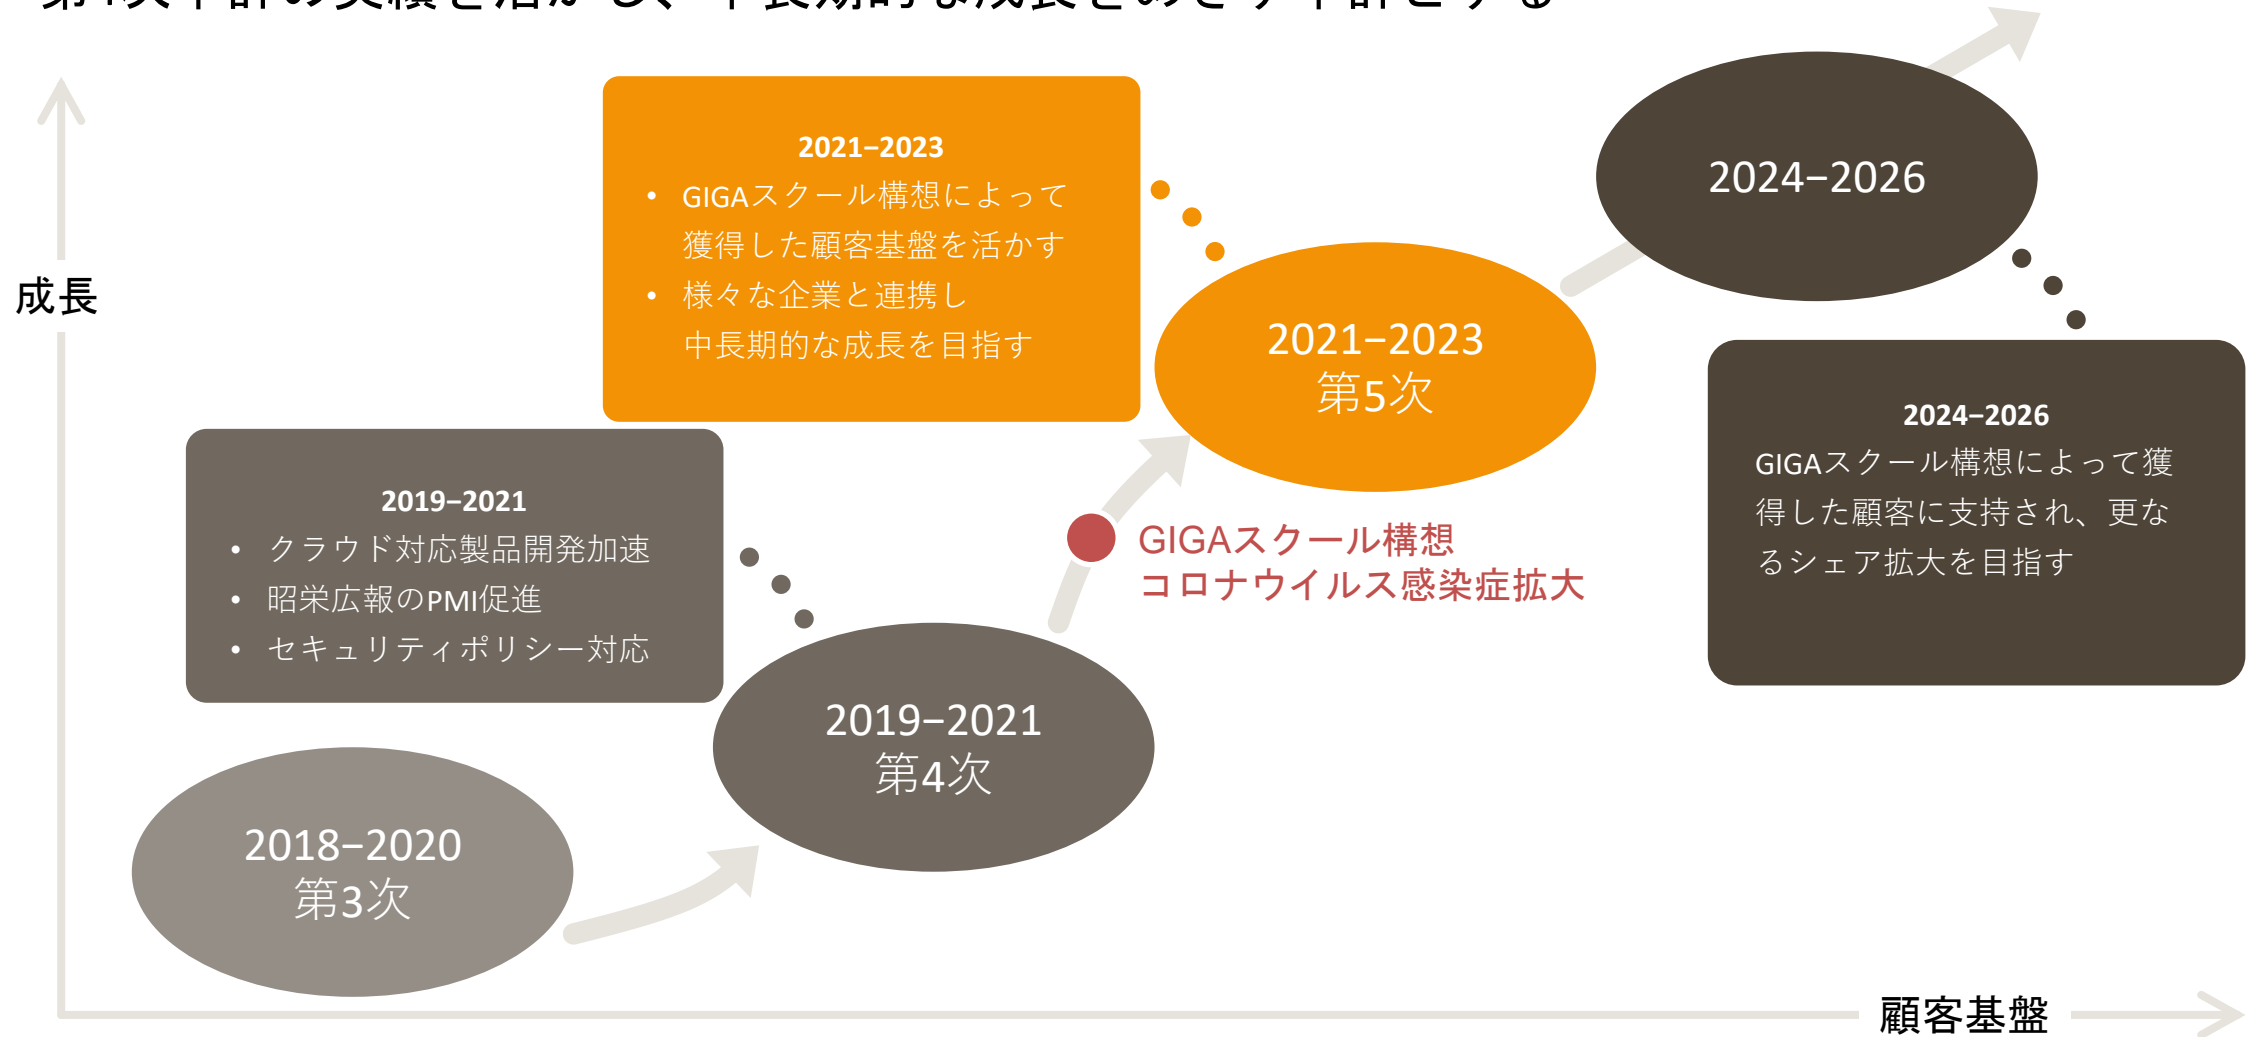 成長
2021−2023
• GIGAスクール構想によって
獲得した顧客基盤を活かす
• 様々な企業と連携し
中長期的な成長を目指す
2024−2026
2021−2023
第5次
2024−2026
GIGAスクール構想によって獲
得した顧客に支持され、更な
るシェア拡大を目指す
2019−2021
• クラウド対応製品開発加速
• 昭栄広報のPMI促進
• セキュリティポリシー対応
GIGAスクール構想
コロナウイルス感染症拡大
2019−2021
第4次
2018−2020
第3次
顧客基盤